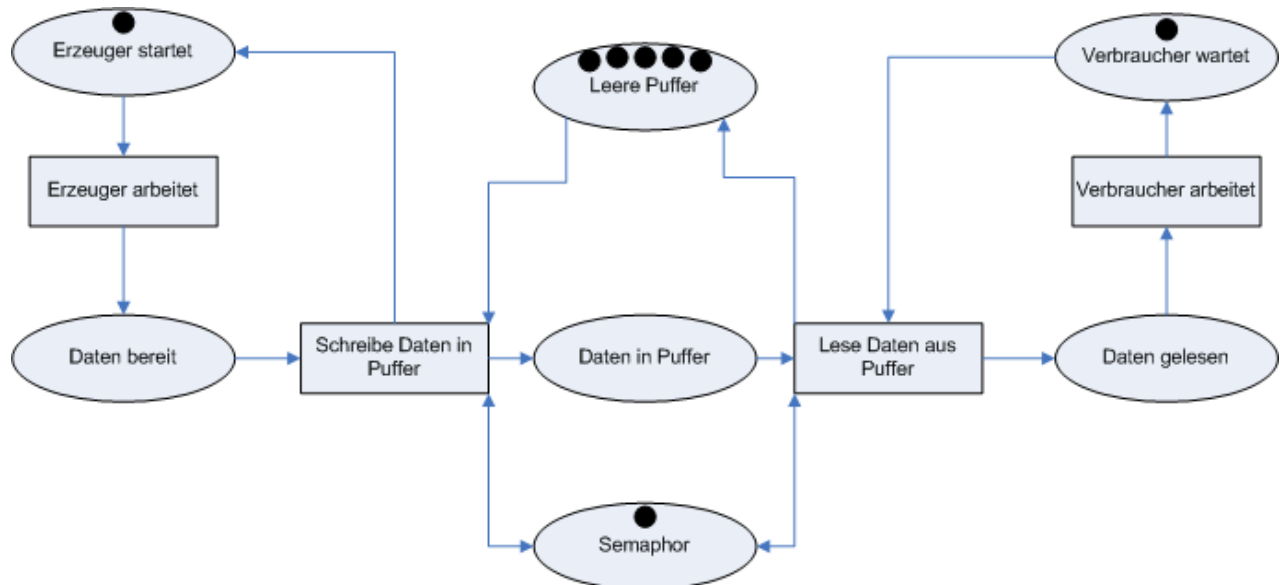 Erzeuger startet
Leere Puffer
Verbraucher wartet
Erzeuger arbeitet
Verbraucher arbeitet
Daten bereit
Schreibe Daten in
Puffer
Daten in Puffer
Lese Daten aus
Puffer
Daten gelesen
Semaphor